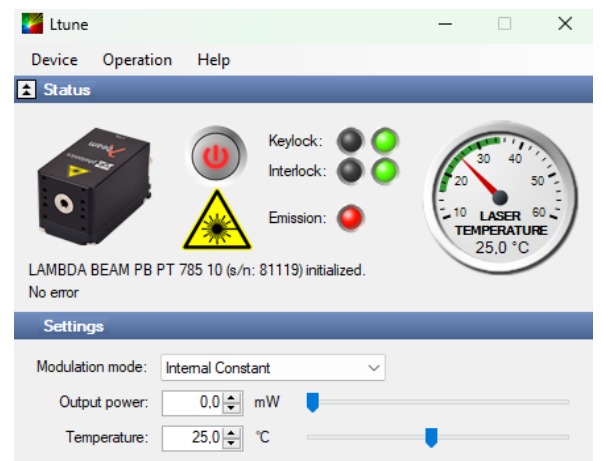 Ltune
Device Operation Help
Status
Keylock:
Interlock:
Emission:
10 20 30 40 50 60
LASER
TEMPERATURE
25,0 °C
LAMBDA BEAM PB PT 785 10 (s/n: 81119) initialized.
No error
Settings
Modulation mode: Internal Constant
Output power: 0,0 mW
Temperature: 25,0 °C